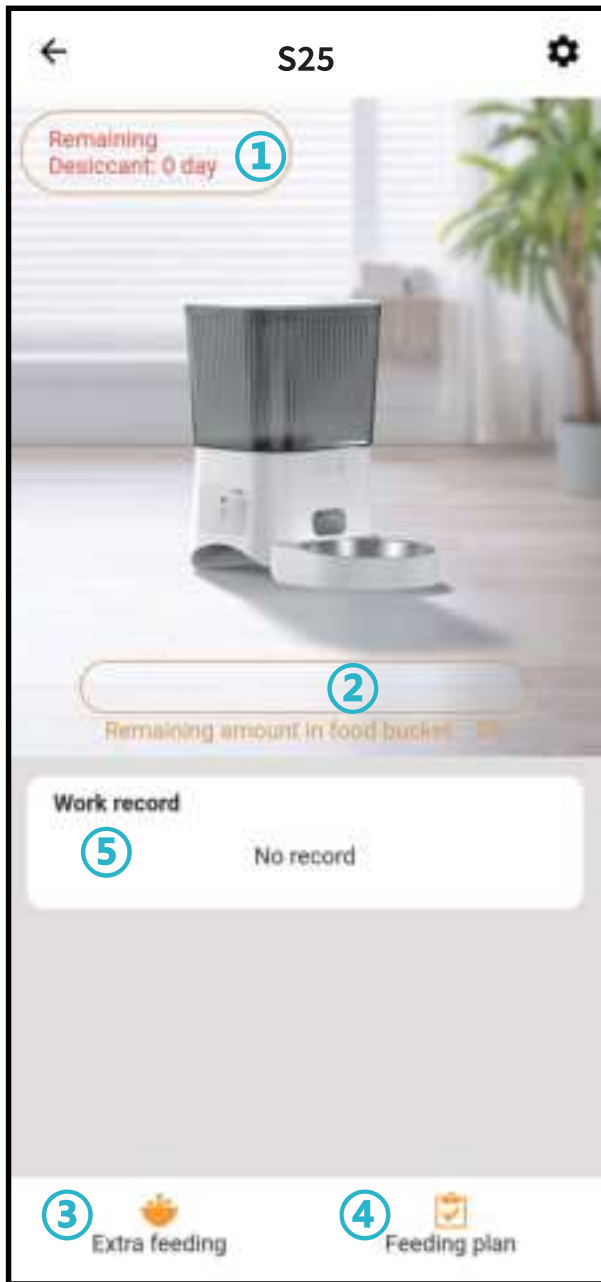 S25
Remaining
Desiccant: 0 day
①
②
Remaining amount in food bucket
Work record
⑤
No record
③
④
Extra feeding
Feeding plan